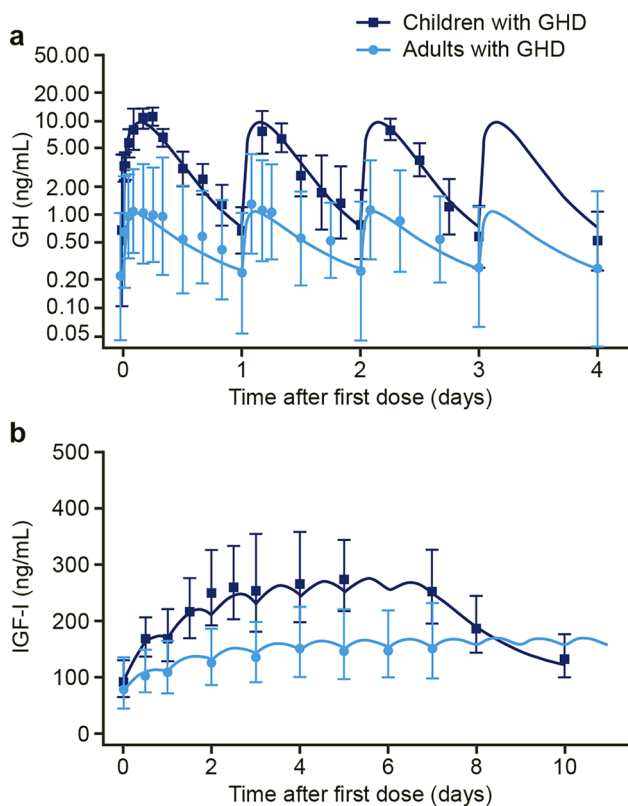 Children with GHD
Adults with GHD
a
GH (ng/mL)
50.00
20.00
10.00
5.00
2.00
1.00
0.50
0.20
0.10
0.05
0 1 2 3 4
Time after first dose (days)
b
IGF-I (ng/mL)
500
400
300
200
100
0
0 2 4 6 8 10
Time after first dose (days)